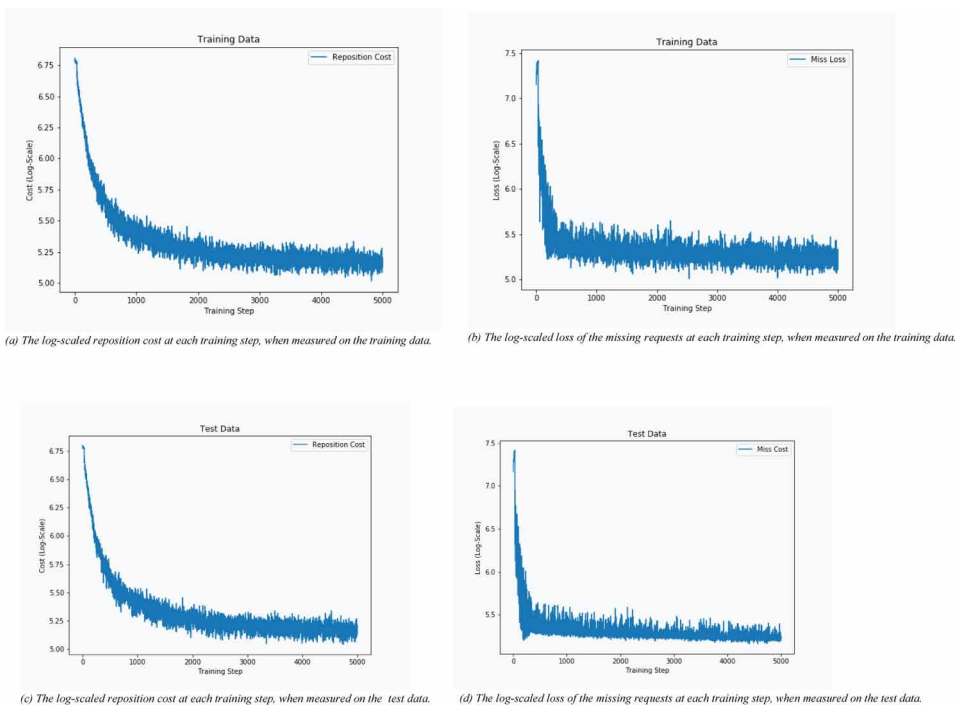 Training Data
Reposition Cost
6.75
6.50
6.25
6.00
5.75
5.50
5.25
5.00
Cost (Log-Scale)
0 1000 2000 3000 4000 5000
Training Step
(a) The log-scaled reposition cost at each training step, when measured on the training data.
Training Data
Miss Loss
7.5
7.0
6.5
6.0
5.5
5.0
Loss (Log-Scale)
0 1000 2000 3000 4000 5000
Training Step
(b) The log-scaled loss of the missing requests at each training step, when measured on the training data.
Test Data
Reposition Cost
6.75
6.50
6.25
6.00
5.75
5.50
5.25
5.00
Cost (Log-Scale)
0 1000 2000 3000 4000 5000
Training Step
(c) The log-scaled reposition cost at each training step, when measured on the test data.
Test Data
Miss Cost
7.5
7.0
6.5
6.0
5.5
Loss (Log-Scale)
0 1000 2000 3000 4000 5000
Training Step
(d) The log-scaled loss of the missing requests at each training step, when measured on the test data.